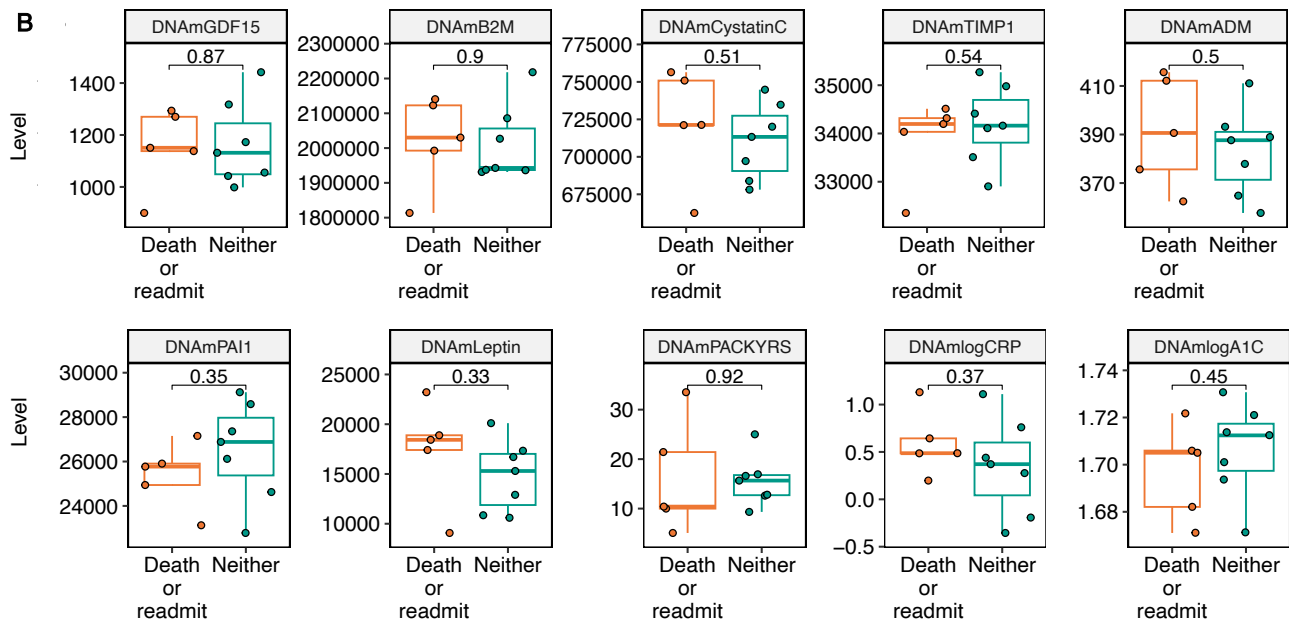 B
DNAmGDF15
0.87
Level
1400
1200
1000
Death or readmit
Neither
DNAmB2M
0.9
2300000
2200000
2100000
2000000
1900000
1800000
Death or readmit
Neither
DNAmCystatinC
0.51
775000
750000
725000
700000
675000
Death or readmit
Neither
DNAmTIMP1
0.54
35000
34000
33000
Death or readmit
Neither
DNAmADM
0.5
410
390
370
Death or readmit
Neither
DNAmPAI1
0.35
Level
30000
28000
26000
24000
Death or readmit
Neither
DNAmLeptin
0.33
25000
20000
15000
10000
Death or readmit
Neither
DNAmPACKYRS
0.92
30
20
10
Death or readmit
Neither
DNAmlogCRP
0.37
1.0
0.5
0.0
−0.5
Death or readmit
Neither
DNAmlogA1C
0.45
1.74
1.72
1.70
1.68
Death or readmit
Neither